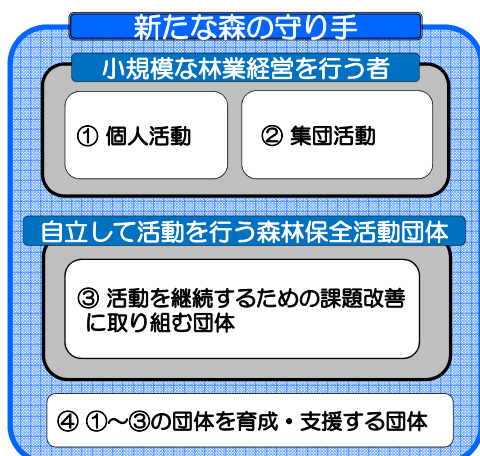 新たな森の守り手
小規模な林業経営を行う者
① 個人活動
② 集団活動
自立して活動を行う森林保全活動団体
③ 活動を継続するための課題改善
に取り組む団体
④ ①～③の団体を育成・支援する団体